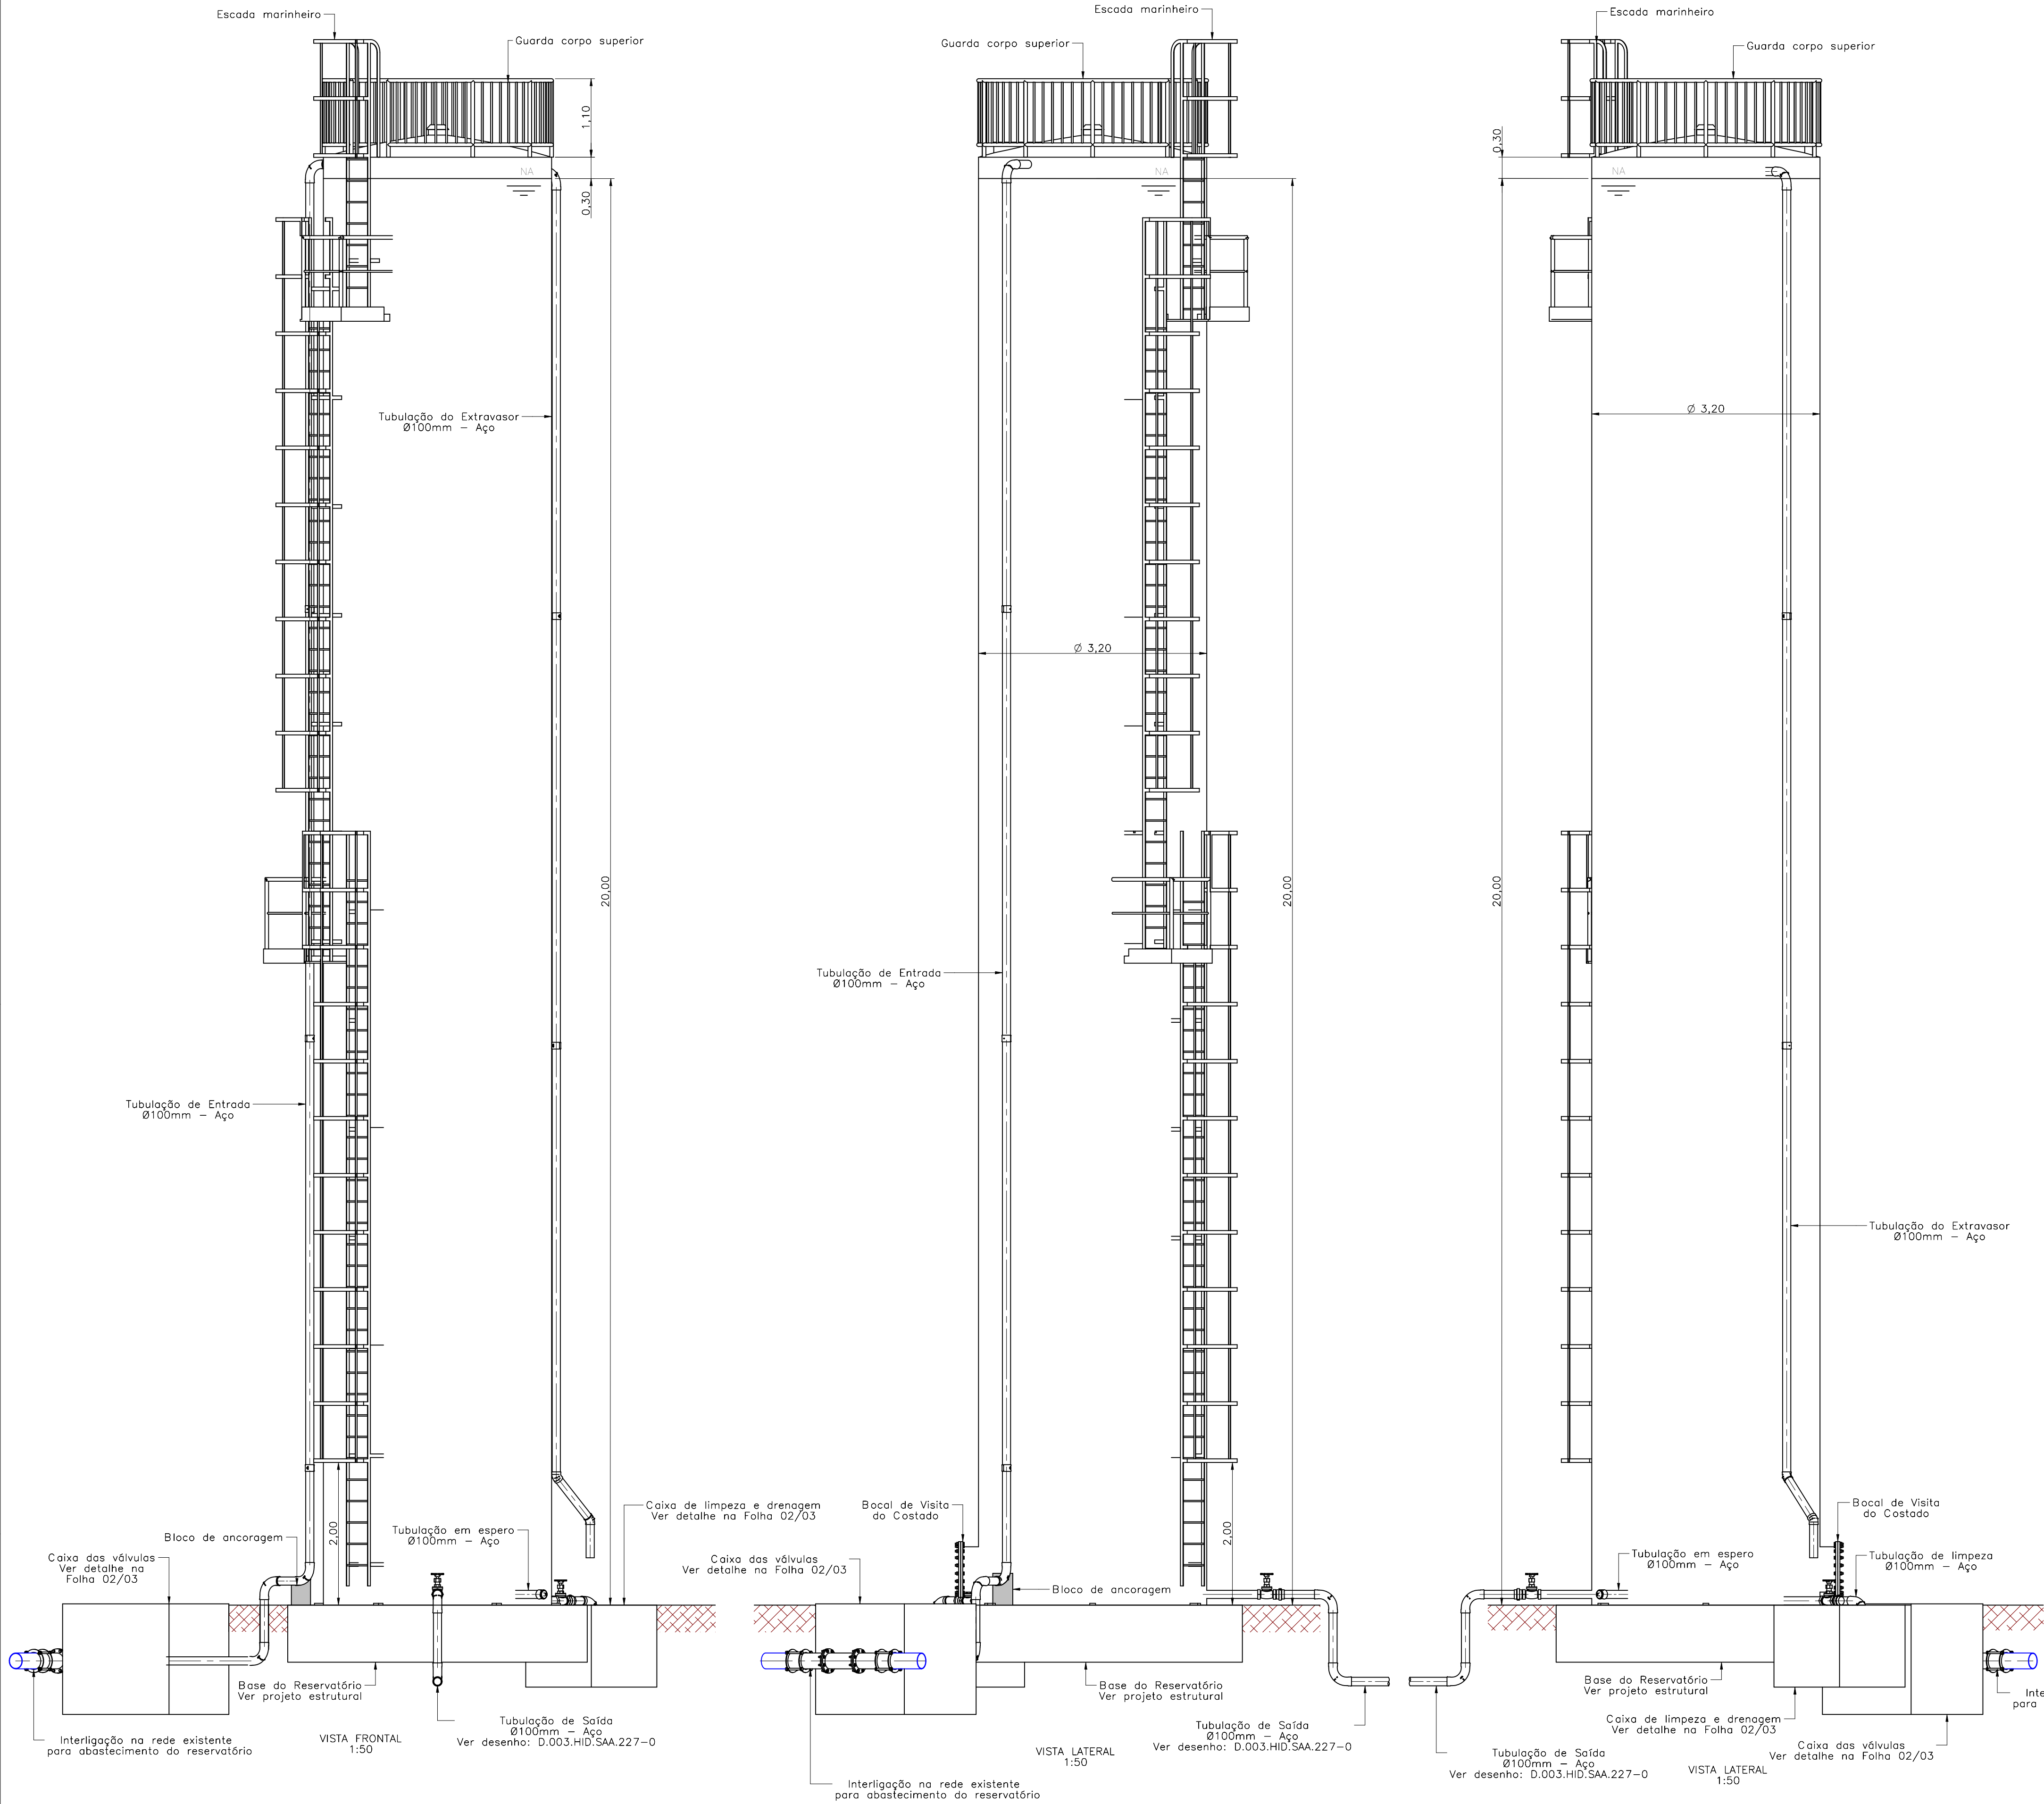 Escada marinheiro
Guarda corpo superior
1,10
NA
0,30
Tubulação do Extravasor
Ø100mm – Aço
20,00
Tubulação de Entrada
Ø100mm – Aço
2,00
Bloco de ancoragem
Tubulação em espero
Ø100mm – Aço
Caixa de limpeza e drenagem
Ver detalhe na Folha 02/03
Caixa das válvulas
Ver detalhe na
Folha 02/03
Base do Reservatório
Ver projeto estrutural
Interligação na rede existente
para abastecimento do reservatório
VISTA FRONTAL
1:50
Tubulação de Saída
Ø100mm – Aço
Ver desenho: D.003.HID.SAA.227–0
Escada marinheiro
Guarda corpo superior
NA
Ø 3,20
20,00
Tubulação de Entrada
Ø100mm – Aço
2,00
Bocal de Visita
do Costado
Caixa das válvulas
Ver detalhe na Folha 02/03
Bloco de ancoragem
Base do Reservatório
Ver projeto estrutural
Tubulação de Saída
Ø100mm – Aço
Ver desenho: D.003.HID.SAA.227–0
VISTA LATERAL
1:50
Interligação na rede existente
para abastecimento do reservatório
Escada marinheiro
Guarda corpo superior
0,30
NA
Ø 3,20
20,00
Tubulação do Extravasor
Ø100mm – Aço
Bocal de Visita
do Costado
Tubulação em espero
Ø100mm – Aço
Tubulação de limpeza
Ø100mm – Aço
Base do Reservatório
Ver projeto estrutural
Caixa de limpeza e drenagem
Ver detalhe na Folha 02/03
Inte
para
Caixa das válvulas
Ver detalhe na Folha 02/03
Tubulação de Saída
Ø100mm – Aço
Ver desenho: D.003.HID.SAA.227–0
VISTA LATERAL
1:50